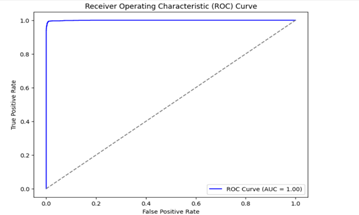 Receiver Operating Characteristic (ROC) Curve
1.0
0.8
0.6
0.4
0.2
0.0
True Positive Rate
ROC Curve (AUC = 1.00)
0.0 0.2 0.4 0.6 0.8 1.0
False Positive Rate